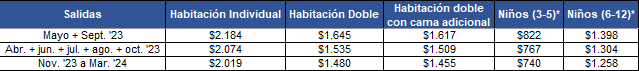 Salidas Habitación Individual Habitación Doble Habitación doble con cama adicional Niños (3-5)* Niños (6-12)*
Mayo + Sept. '23 $2.184 $1.645 $1.617 $822 $1.398
Abr. + jun. + jul. + ago. + oct. '23 $2.074 $1.535 $1.509 $767 $1.304
Nov. '23 a Mar. '24 $2.019 $1.480 $1.455 $740 $1.258